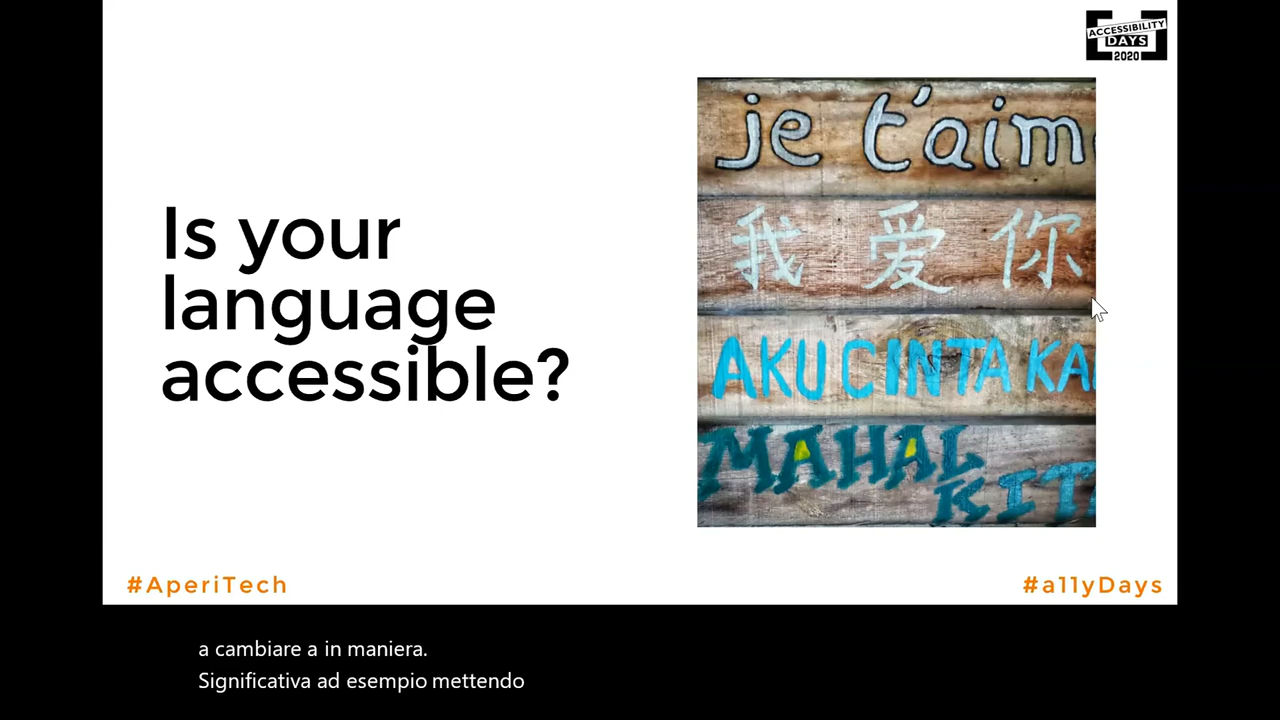 ACCESSIBILITY
DAYS
2020
Is your
language
accessible?
je t'aim
我爱你
AKU CINTA KA
MAHAL
KIT
#AperiTech
#a11yDays
a cambiare a in maniera.
Significativa ad esempio mettendo